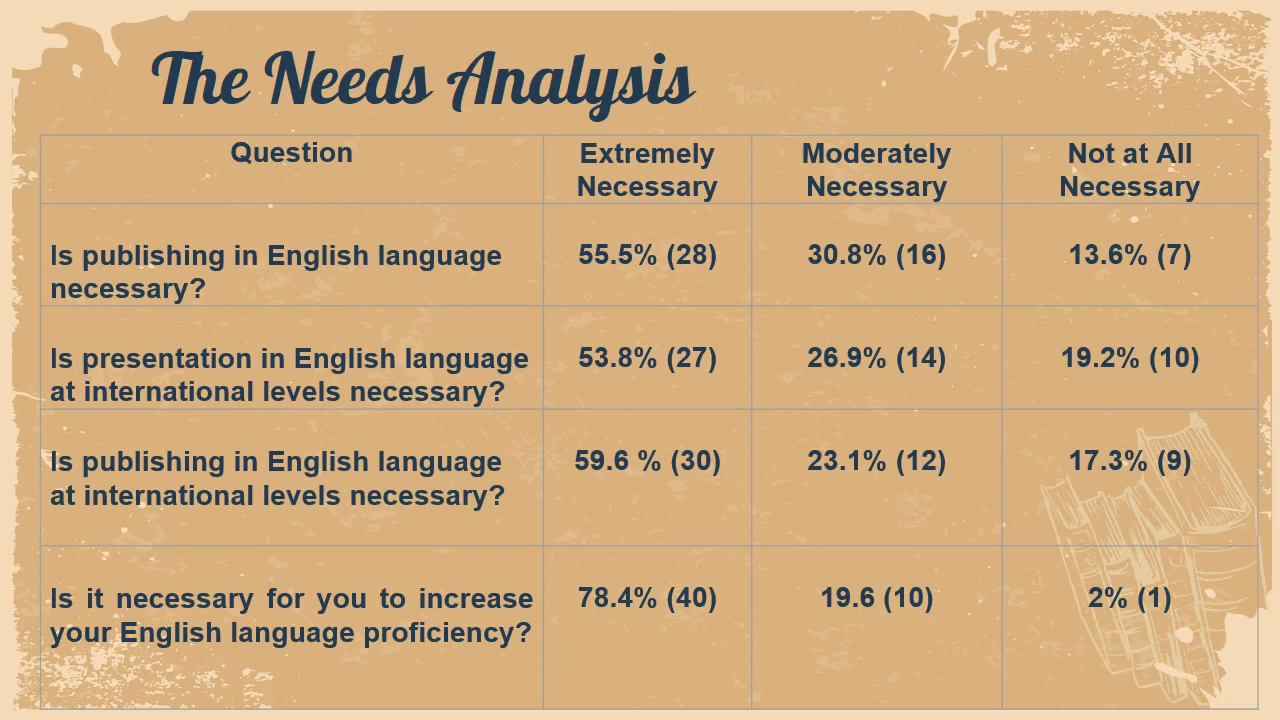 The Needs Analysis
Question
Extremely
Necessary
Moderately
Necessary
Not at All
Necessary
Is publishing in English language
necessary?
55.5% (28)
30.8% (16)
13.6% (7)
Is presentation in English language
at international levels necessary?
53.8% (27)
26.9% (14)
19.2% (10)
Is publishing in English language
at international levels necessary?
59.6 % (30)
23.1% (12)
17.3% (9)
Is it necessary for you to increase
your English language proficiency?
78.4% (40)
19.6 (10)
2% (1)